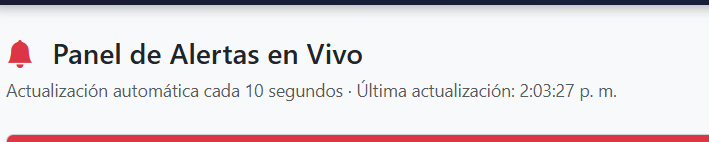 Panel de Alertas en Vivo
Actualización automática cada 10 segundos · Última actualización: 2:03:27 p. m.